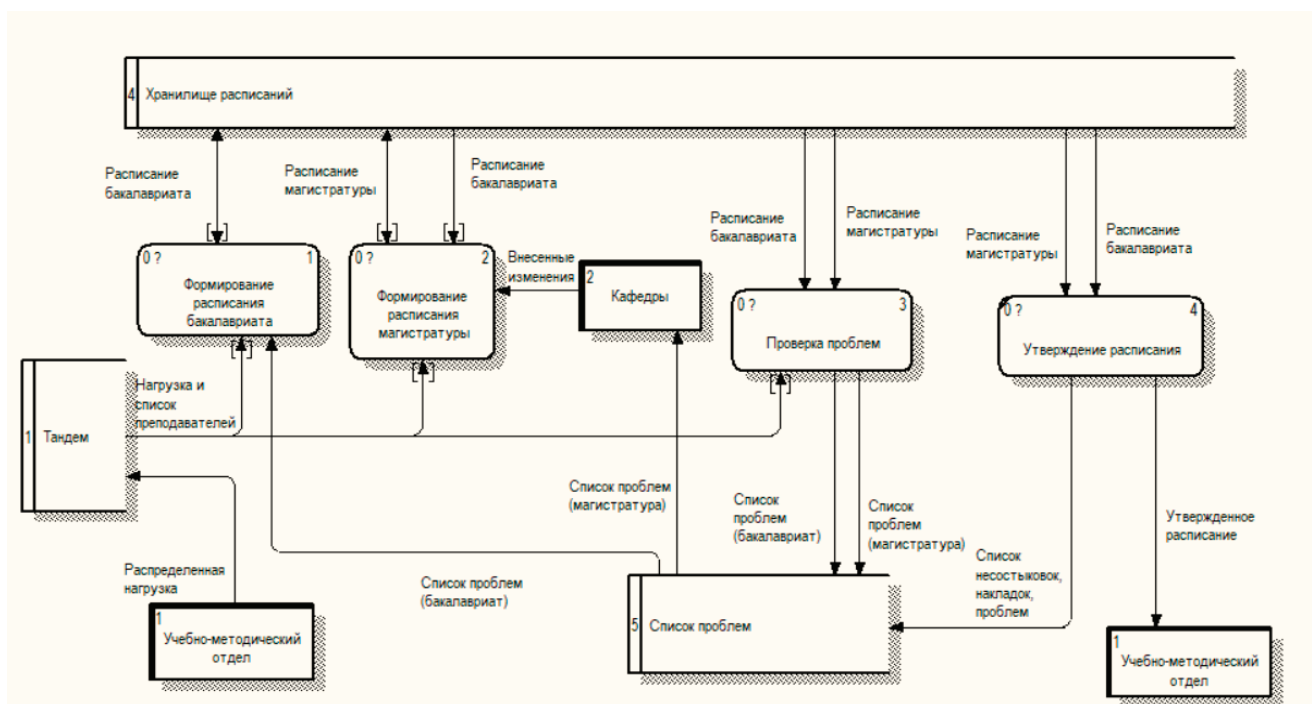 4 Хранилище расписаний
Расписание
бакалавриата
Расписание
магистратуры
Расписание
бакалавриата
Расписание
бакалавриата
Расписание
магистратуры
Расписание
магистратуры
Расписание
бакалавриата
0 ? 1
Формирование
расписания
бакалавриата
0 ? 2
Формирование
расписания
магистратуры
Внесенные
изменения
2
Кафедры
0 ? 3
Проверка проблем
0 ? 4
Утверждение расписания
Нагрузка и
список
преподавателей
1 Тандем
Список проблем
(магистратура)
Список
проблем
(бакалавриат)
Список
проблем
(магистратура)
Утвержденное
расписание
Список
несостыковок,
накладок,
проблем
Распределенная
нагрузка
Список проблем
(бакалавриат)
1
Учебно-методический
отдел
5 Список проблем
1
Учебно-методический
отдел